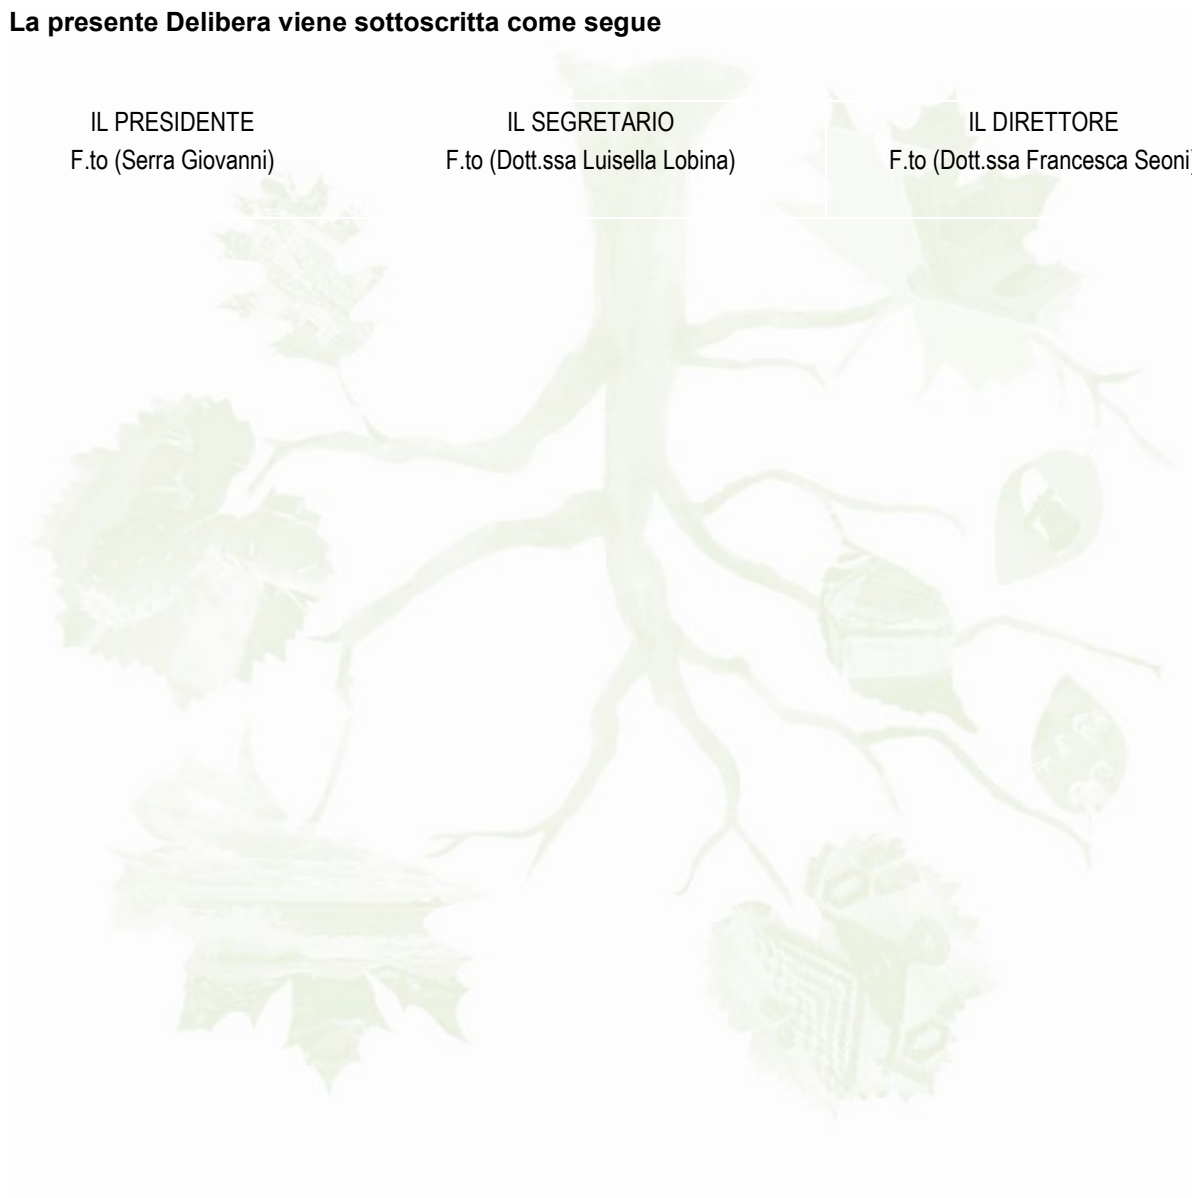 La presente Delibera viene sottoscritta come segue
IL PRESIDENTE
F.to (Serra Giovanni)
IL SEGRETARIO
F.to (Dott.ssa Luisella Lobina)
IL DIRETTORE
F.to (Dott.ssa Francesca Seoni)